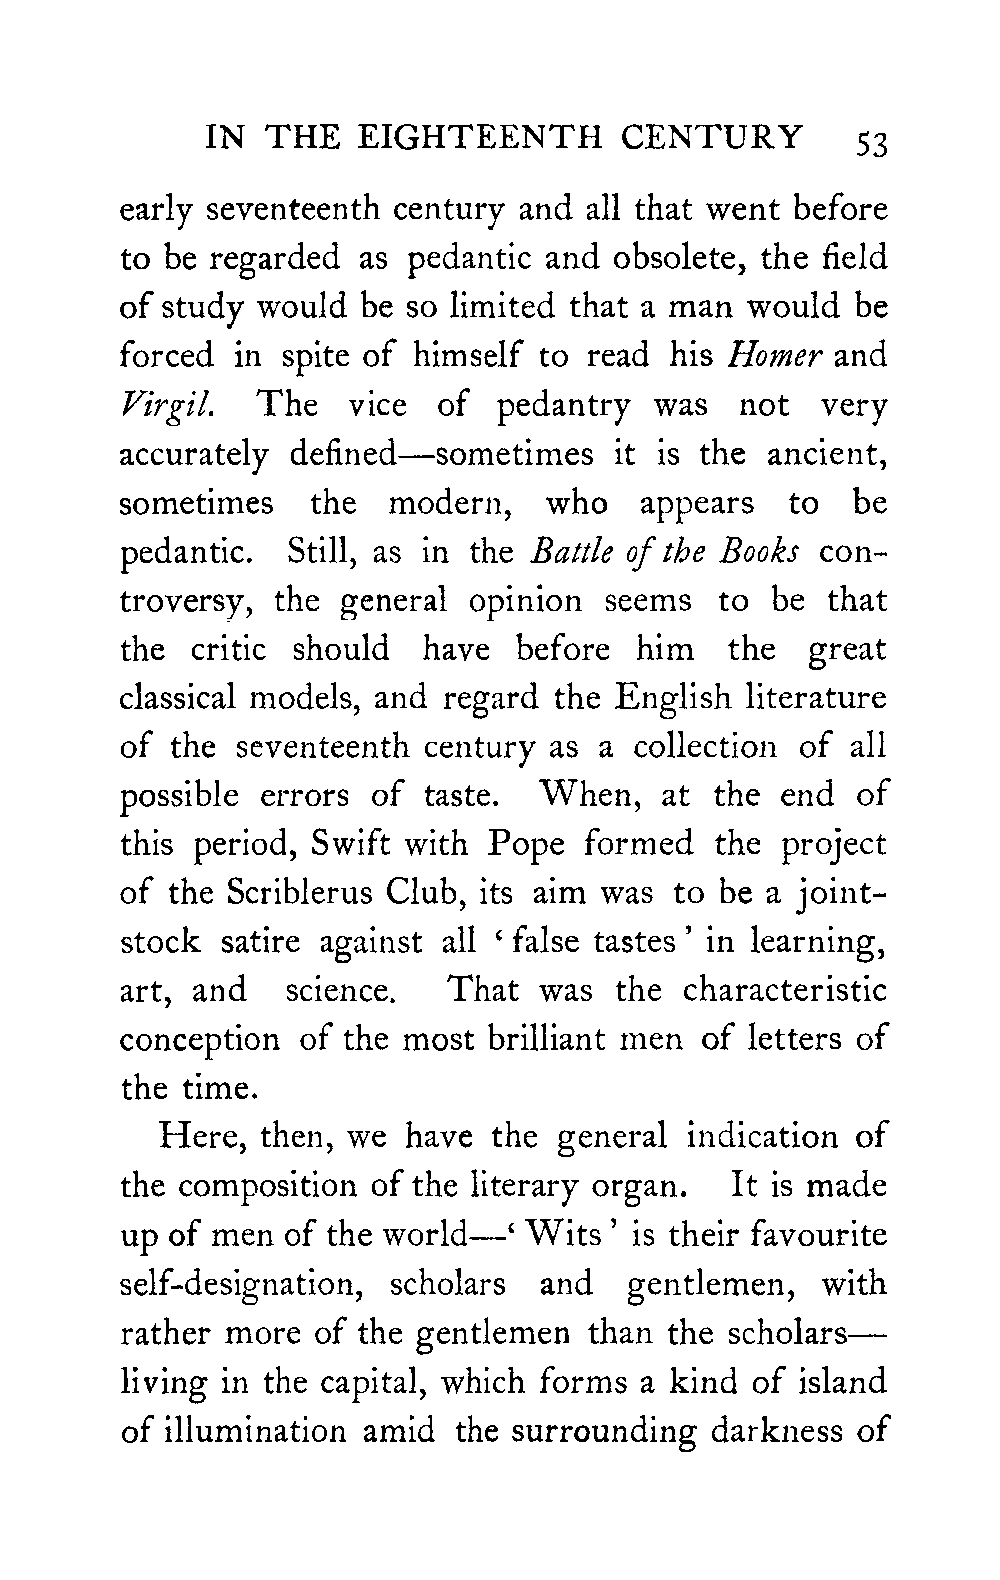 IN THE EIGHTEENTH CENTURY 53
early seventeenth century and all that went before
to be regarded as pedantic and obsolete, the field
of study would be so limited that a man would be
forced in spite of himself to read his Homer and
Virgil. The vice of pedantry was not very
accurately defined—sometimes it is the ancient,
sometimes the modern, who appears to be
pedantic. Still, as in the Battle of the Books con-
troversy, the general opinion seems to be that
the critic should have before him the great
classical models, and regard the English literature
of the seventeenth century as a collection of all
possible errors of taste. When, at the end of
this period, Swift with Pope formed the project
of the Scriblerus Club, its aim was to be a joint-
stock satire against all ‘false tastes’ in learning,
art, and science. That was the characteristic
conception of the most brilliant men of letters of
the time.
Here, then, we have the general indication of
the composition of the literary organ. It is made
up of men of the world—‘Wits’ is their favourite
self-designation, scholars and gentlemen, with
rather more of the gentlemen than the scholars—
living in the capital, which forms a kind of island
of illumination amid the surrounding darkness of